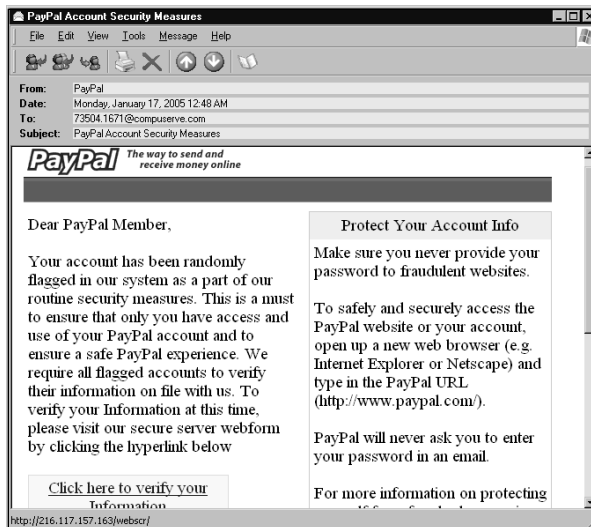 PayPal Account Security Measures
File Edit View Tools Message Help
From: PayPal
Date: Monday, January 17, 2005 12:48 AM
To: 73504.1671@compuserve.com
Subject: PayPal Account Security Measures
PayPal The way to send and
receive money online
Dear PayPal Member,
Your account has been randomly
flagged in our system as a part of our
routine security measures. This is a must
to ensure that only you have access and
use of your PayPal account and to
ensure a safe PayPal experience. We
require all flagged accounts to verify
their information on file with us. To
verify your Information at this time,
please visit our secure server webform
by clicking the hyperlink below
Click here to verify your
Information
Protect Your Account Info
Make sure you never provide your
password to fraudulent websites.
To safely and securely access the
PayPal website or your account,
open up a new web browser (e.g.
Internet Explorer or Netscape) and
type in the PayPal URL
(http://www.paypal.com/).
PayPal will never ask you to enter
your password in an email.
For more information on protecting
http://216.117.157.163/webscr/